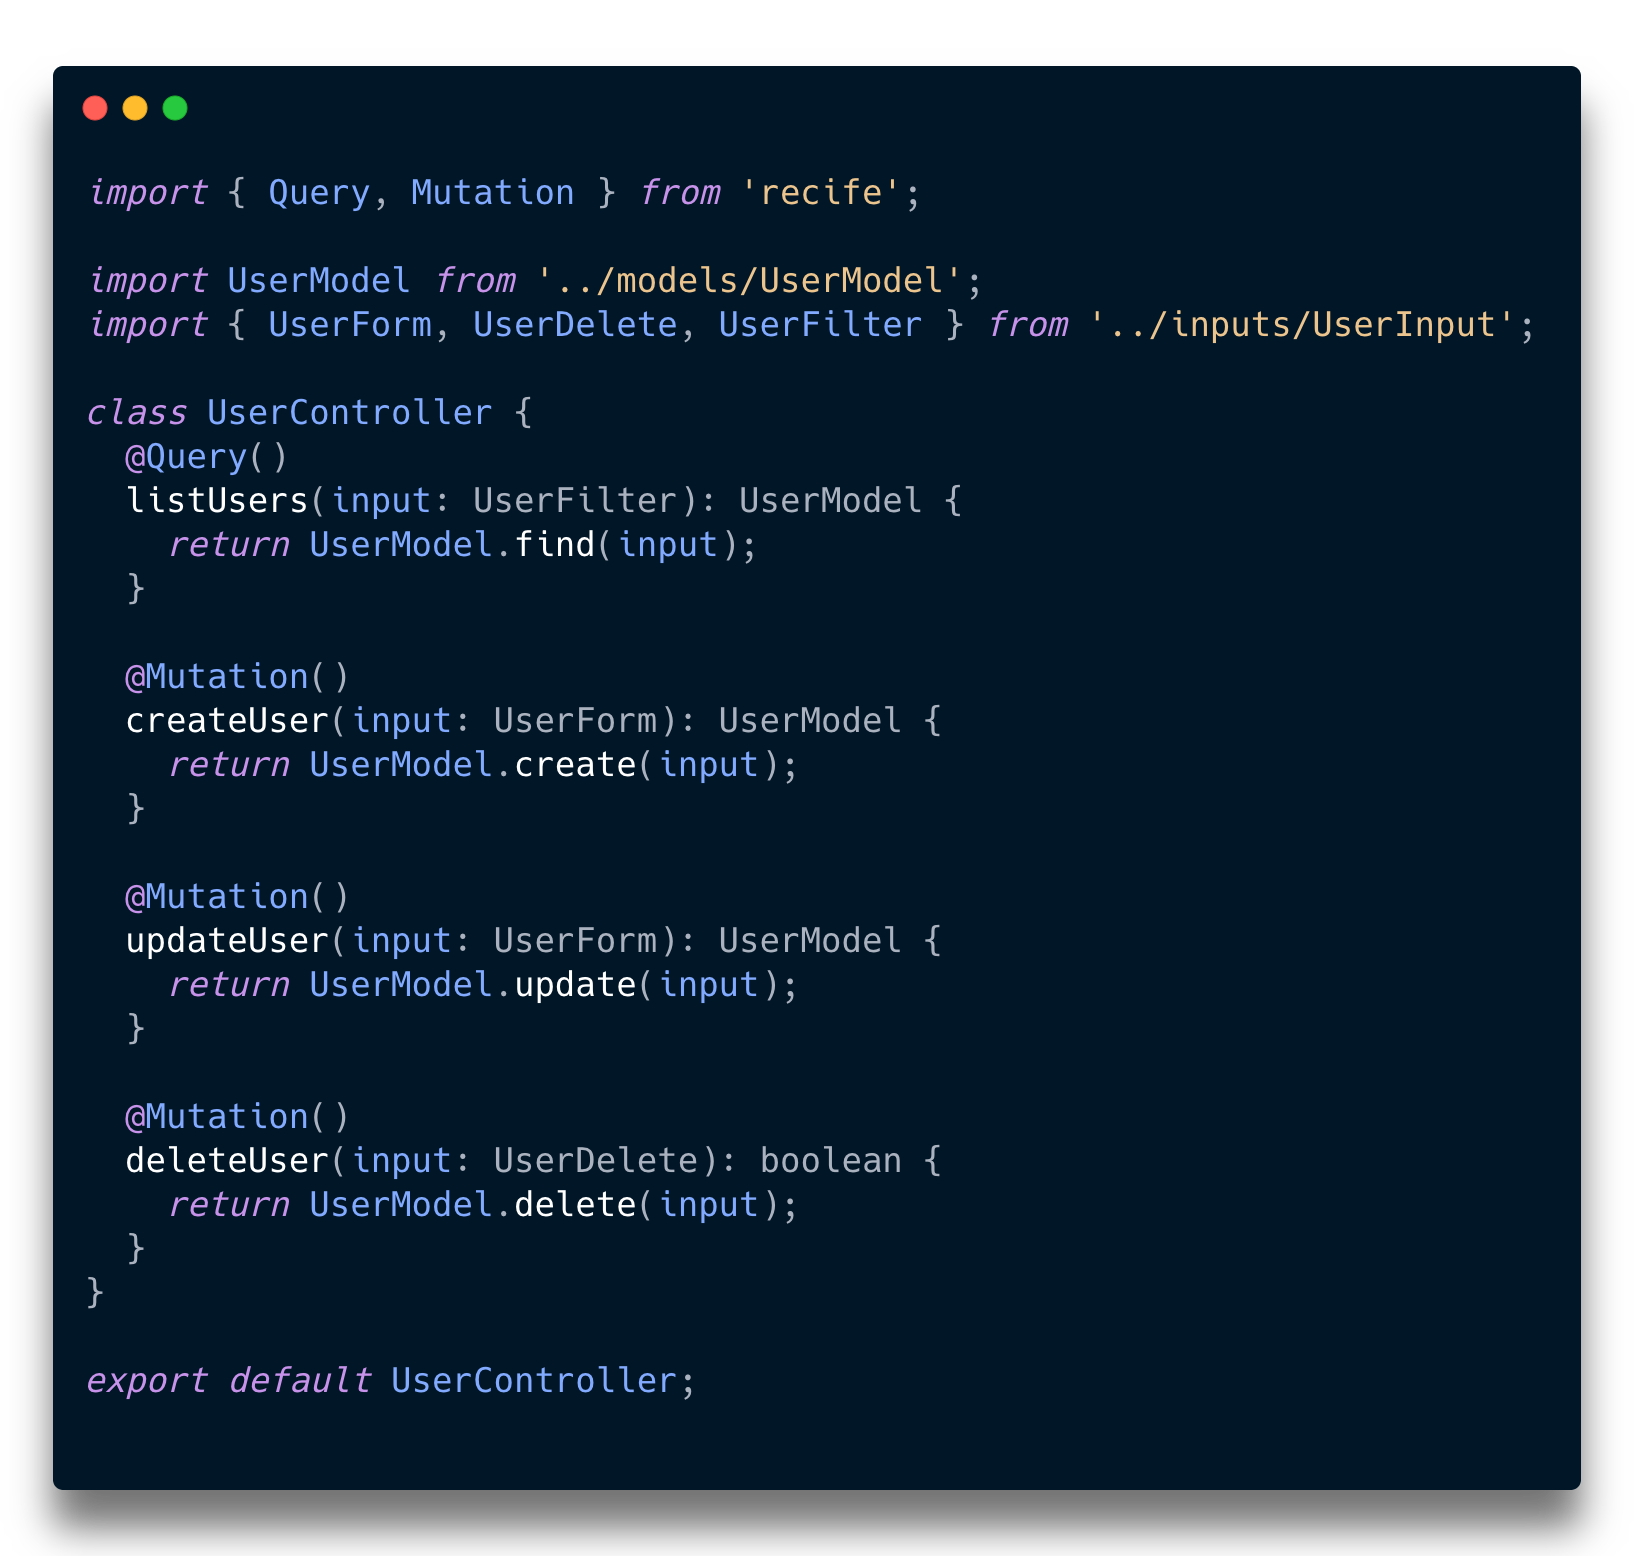 import { Query, Mutation } from 'recife';
import UserModel from '../models/UserModel';
import { UserForm, UserDelete, UserFilter } from '../inputs/UserInput';
class UserController {
  @Query()
  listUsers(input: UserFilter): UserModel {
    return UserModel.find(input);
  }
  @Mutation()
  createUser(input: UserForm): UserModel {
    return UserModel.create(input);
  }
  @Mutation()
  updateUser(input: UserForm): UserModel {
    return UserModel.update(input);
  }
  @Mutation()
  deleteUser(input: UserDelete): boolean {
    return UserModel.delete(input);
  }
}
export default UserController;